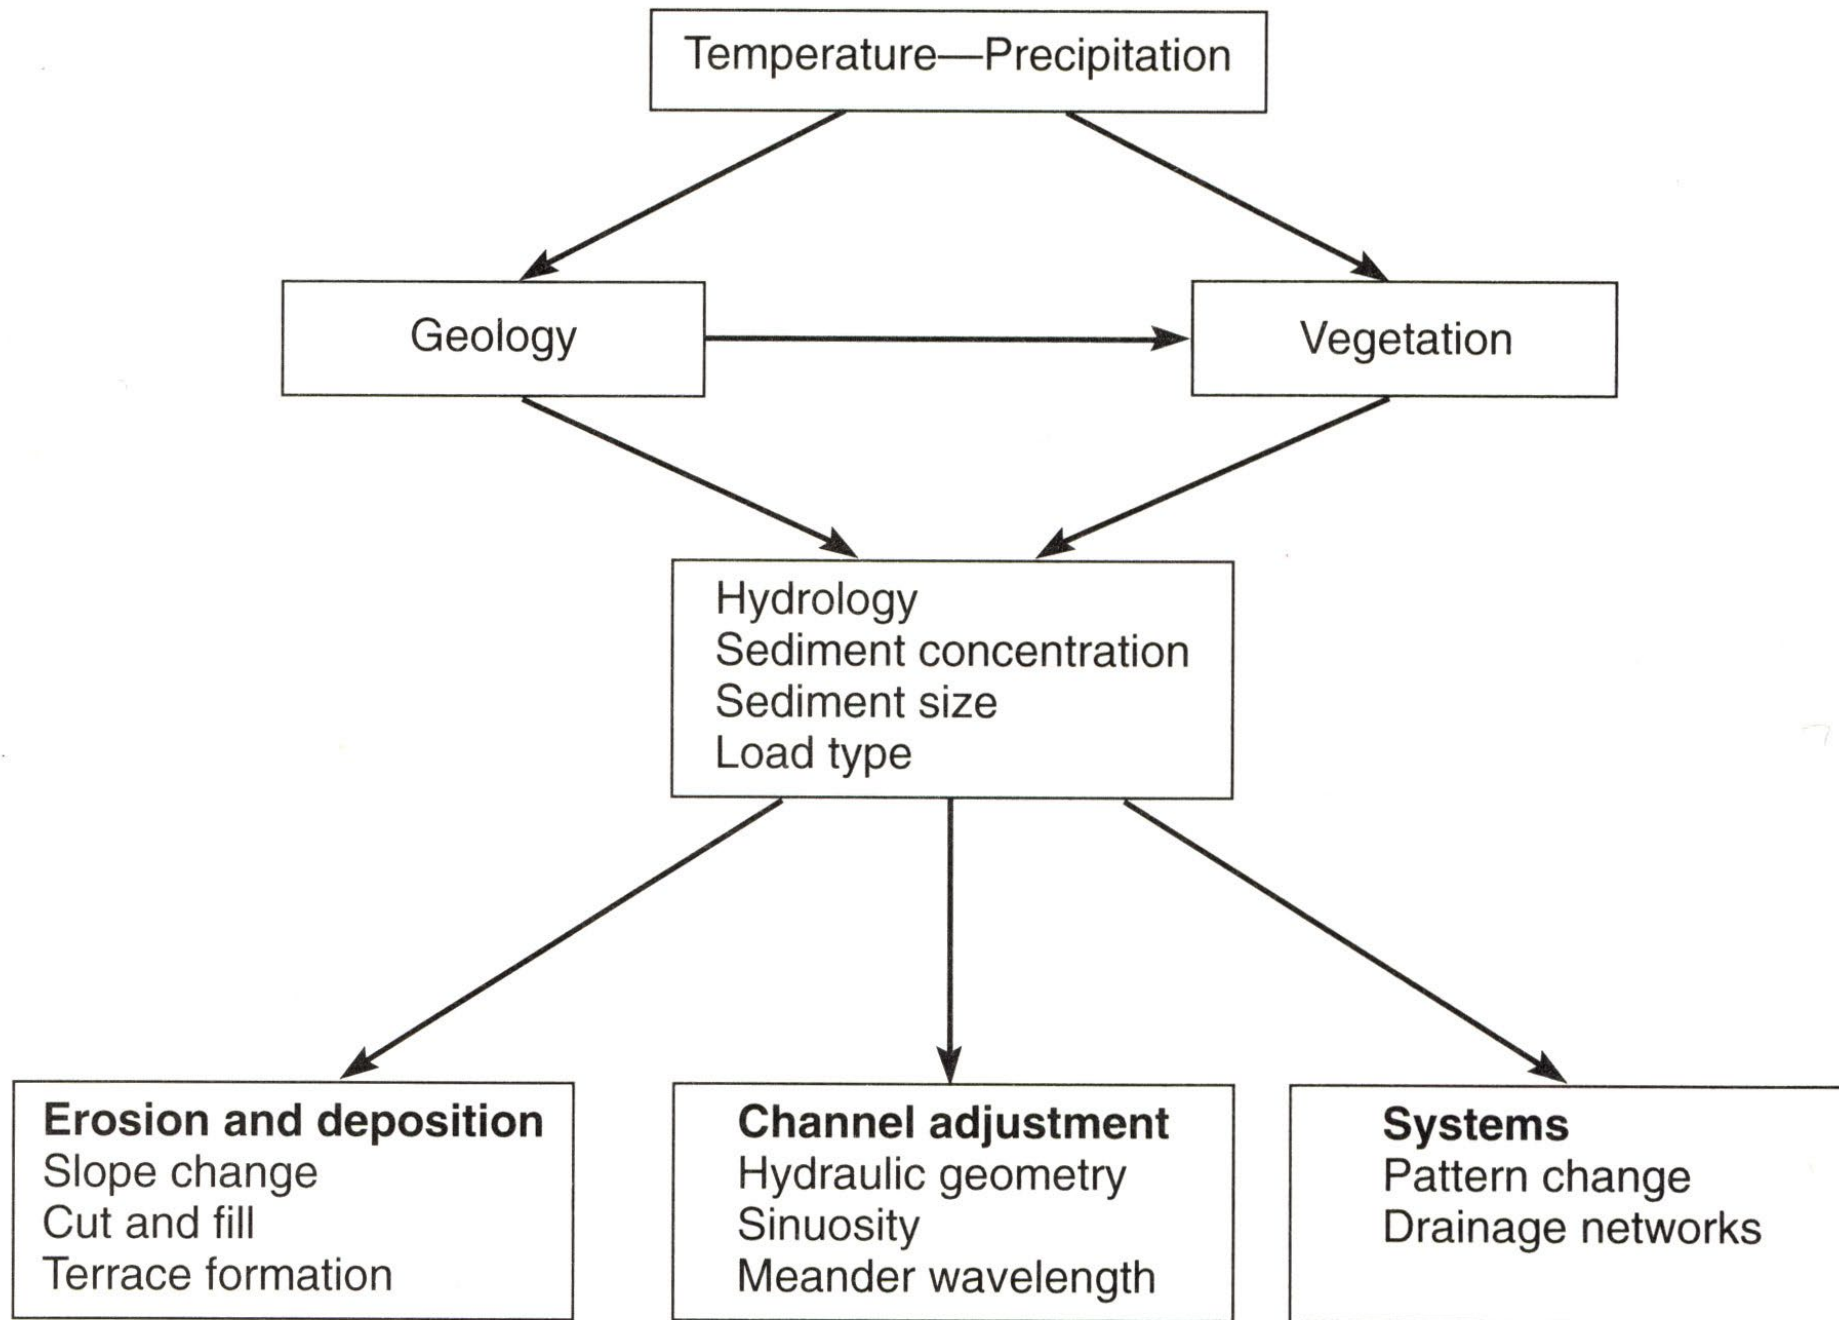 Temperature—Precipitation
Geology
Vegetation
Hydrology
Sediment concentration
Sediment size
Load type
Erosion and deposition
Slope change
Cut and fill
Terrace formation
Channel adjustment
Hydraulic geometry
Sinuosity
Meander wavelength
Systems
Pattern change
Drainage networks